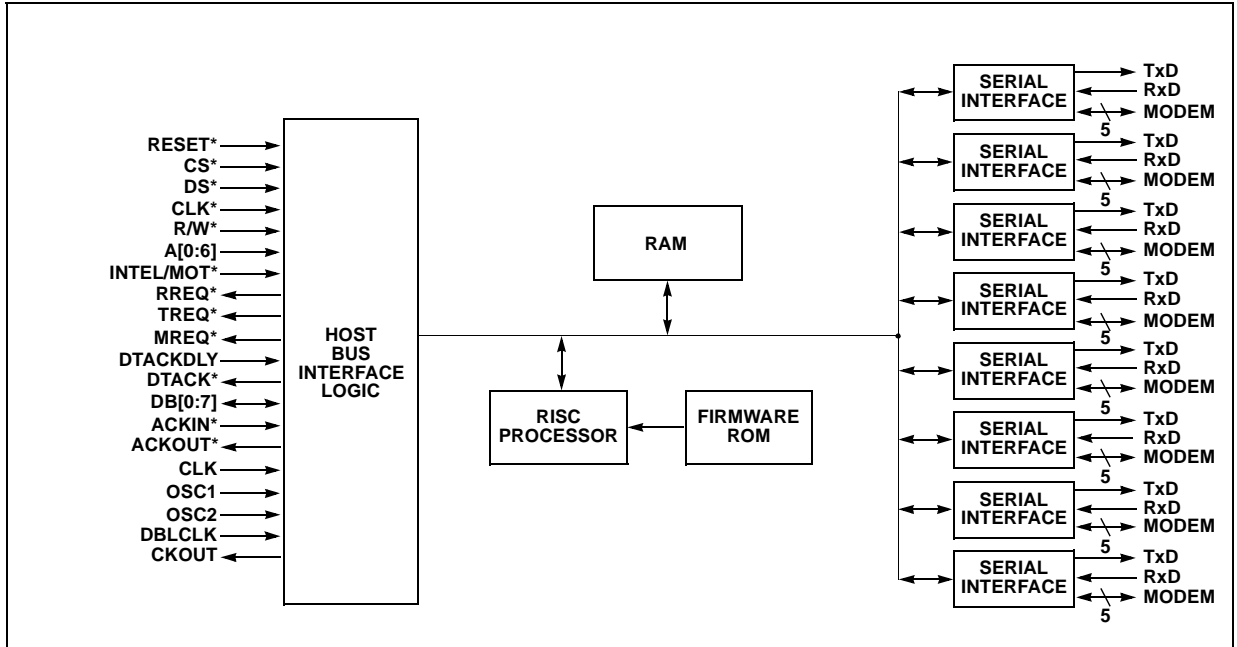 RESET*
CS*
DS*
CLK*
R/W*
A[0:6]
INTEL/MOT*
RREQ*
TREQ*
MREQ*
DTACKDLY
DTACK*
DB[0:7]
ACKIN*
ACKOUT*
CLK
OSC1
OSC2
DBLCLK
CKOUT
HOST
BUS
INTERFACE
LOGIC
RAM
RISC
PROCESSOR
FIRMWARE
ROM
SERIAL
INTERFACE
TxD
RxD
MODEM
5
SERIAL
INTERFACE
TxD
RxD
MODEM
5
SERIAL
INTERFACE
TxD
RxD
MODEM
5
SERIAL
INTERFACE
TxD
RxD
MODEM
5
SERIAL
INTERFACE
TxD
RxD
MODEM
5
SERIAL
INTERFACE
TxD
RxD
MODEM
5
SERIAL
INTERFACE
TxD
RxD
MODEM
5
SERIAL
INTERFACE
TxD
RxD
MODEM
5